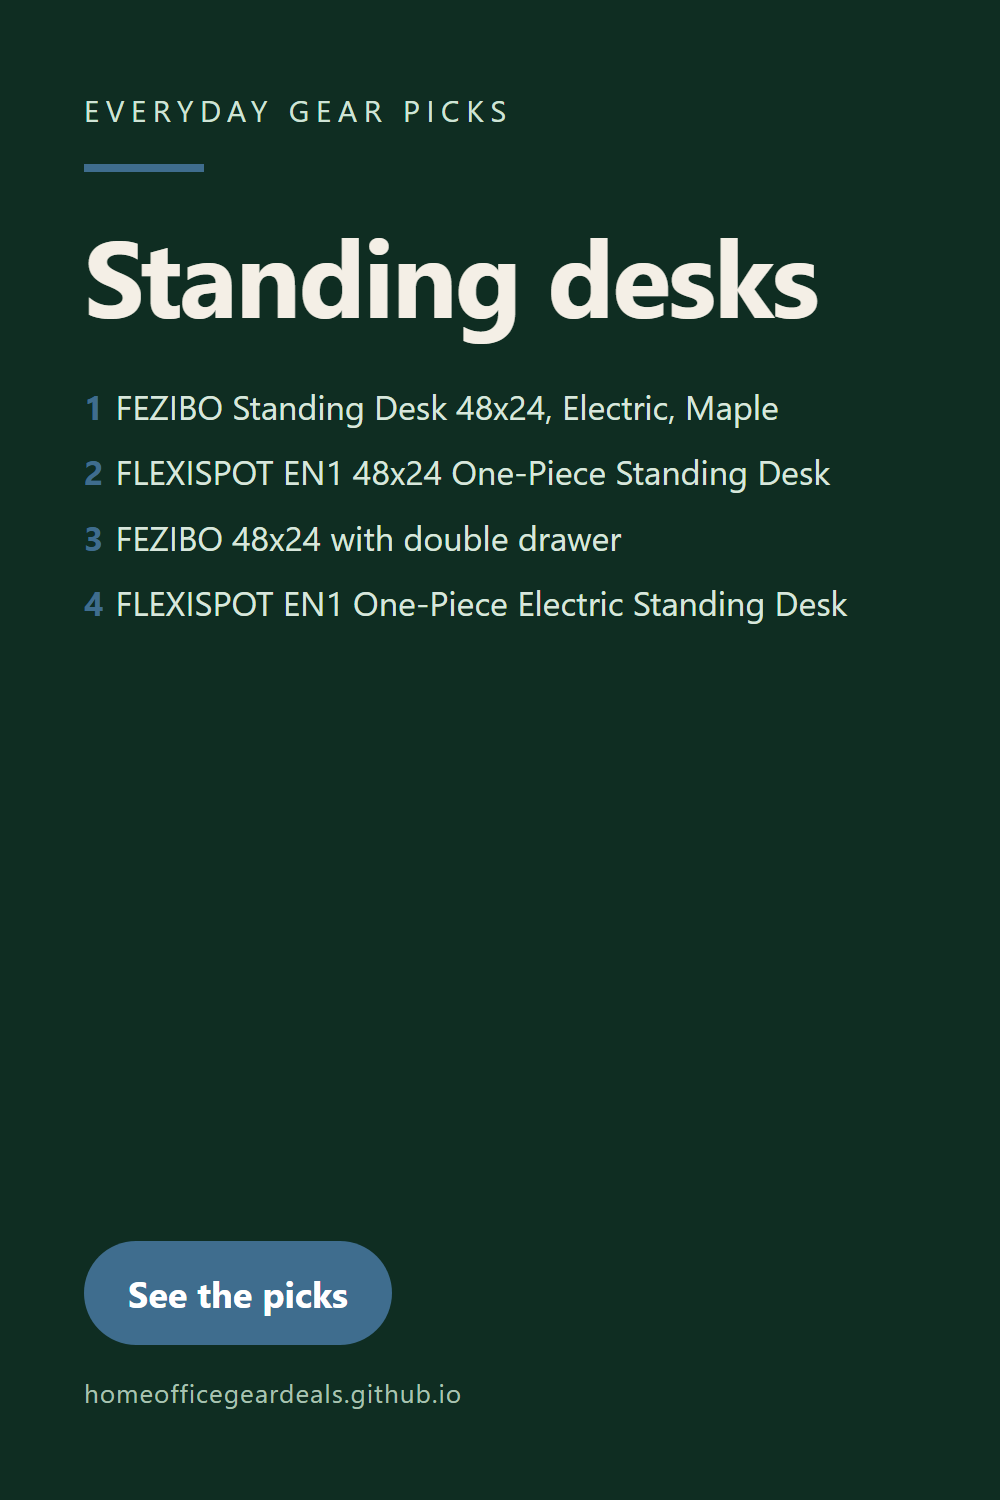 EVERYDAY GEAR PICKS
Standing desks
1 FEZIBO Standing Desk 48x24, Electric, Maple
2 FLEXISPOT EN1 48x24 One-Piece Standing Desk
3 FEZIBO 48x24 with double drawer
4 FLEXISPOT EN1 One-Piece Electric Standing Desk
See the picks
homeofficegeardeals.github.io